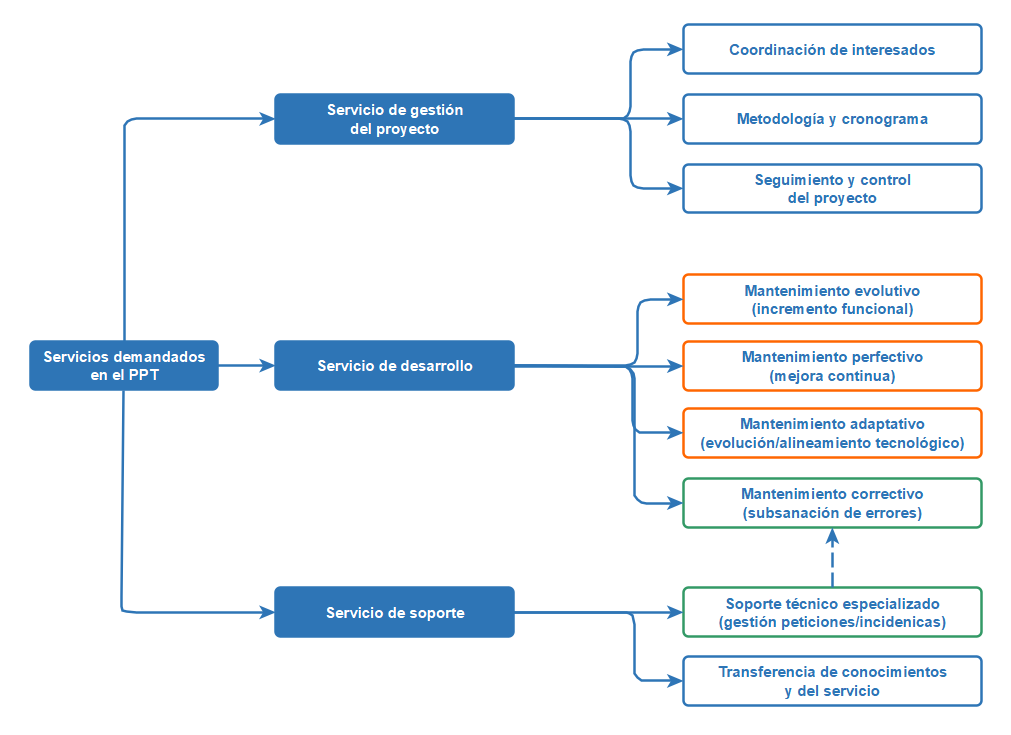 Coordinación de interesados
Servicio de gestión
del proyecto
Metodología y cronograma
Seguimiento y control
del proyecto
Mantenimiento evolutivo
(incremento funcional)
Servicios demandados
en el PPT
Servicio de desarrollo
Mantenimiento perfectivo
(mejora continua)
Mantenimiento adaptativo
(evolución/alineamiento tecnológico)
Mantenimiento correctivo
(subsanación de errores)
Servicio de soporte
Soporte técnico especializado
(gestión peticiones/incidenicas)
Transferencia de conocimientos
y del servicio